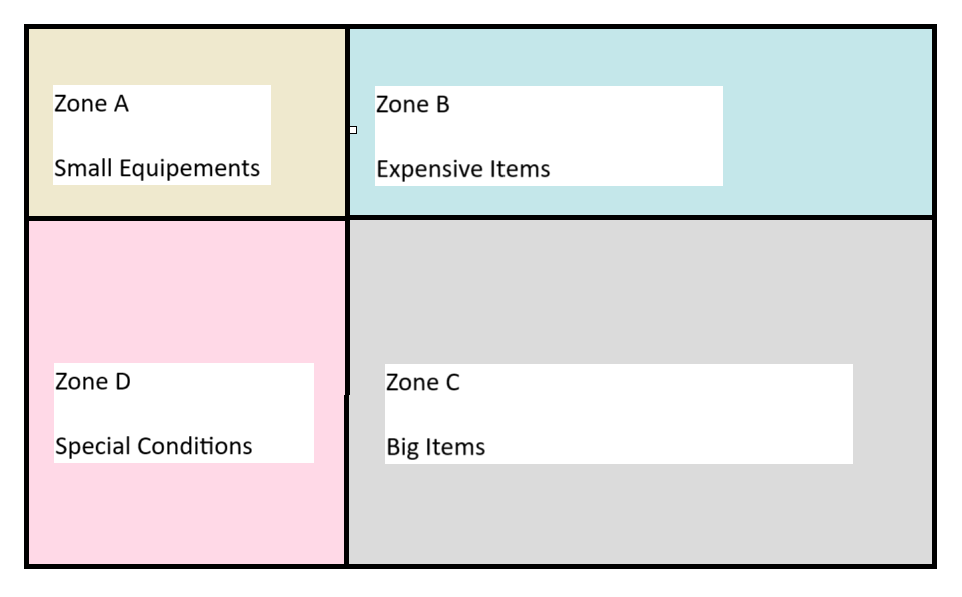 Zone A
Small Equipements
Zone B
Expensive Items
Zone D
Special Conditions
Zone C
Big Items